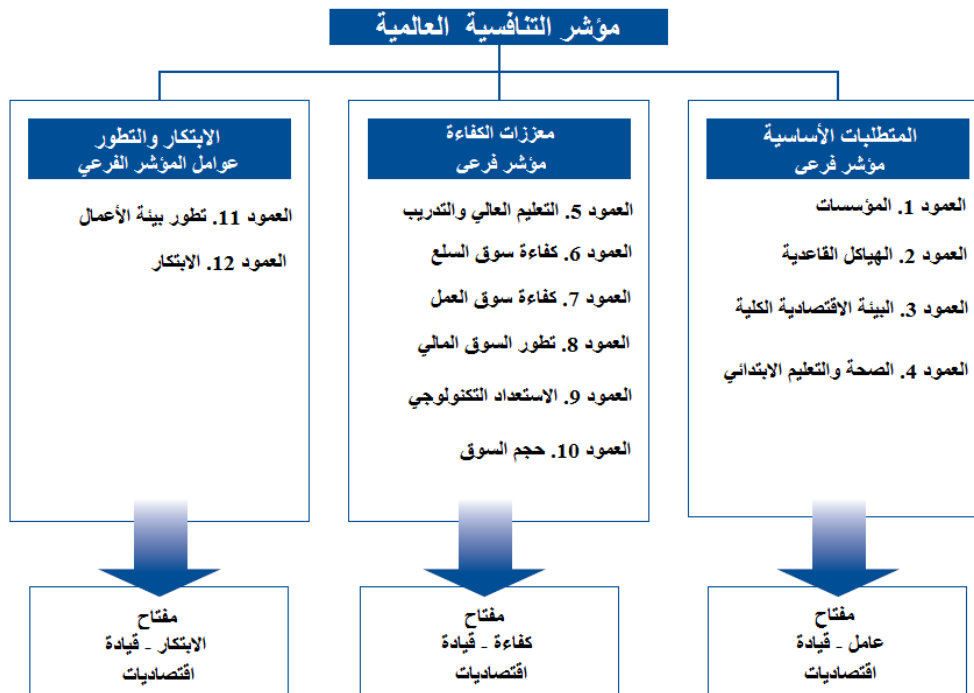 مؤشر التنافسية العالمية
المتطلبات الأساسية
مؤشر فرعي
العمود 1. المؤسسات
العمود 2. الهياكل القاعدية
العمود 3. البيئة الاقتصادية الكلية
العمود 4. الصحة والتعليم الابتدائي
مفتاح
عامل - قيادة
اقتصاديات
معززات الكفاءة
مؤشر فرعي
العمود 5. التعليم العالي والتدريب
العمود 6. كفاءة سوق السلع
العمود 7. كفاءة سوق العمل
العمود 8. تطور السوق المالي
العمود 9. الاستعداد التكنولوجي
العمود 10. حجم السوق
مفتاح
كفاءة - قيادة
اقتصاديات
الابتكار والتطور
عوامل المؤشر الفرعي
العمود 11. تطور بيئة الأعمال
العمود 12. الابتكار
مفتاح
الابتكار - قيادة
اقتصاديات